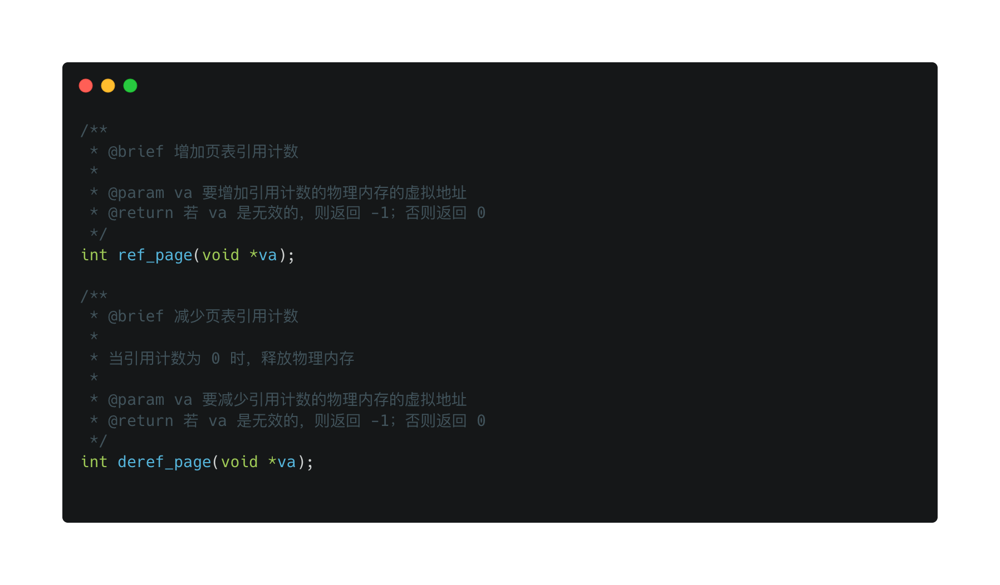 /**
 * @brief 增加页表引用计数
 *
 * @param va 要增加引用计数的物理内存的虚拟地址
 * @return 若 va 是无效的，则返回 -1；否则返回 0
 */
int ref_page(void *va);

/**
 * @brief 减少页表引用计数
 *
 * 当引用计数为 0 时，释放物理内存
 *
 * @param va 要减少引用计数的物理内存的虚拟地址
 * @return 若 va 是无效的，则返回 -1；否则返回 0
 */
int deref_page(void *va);